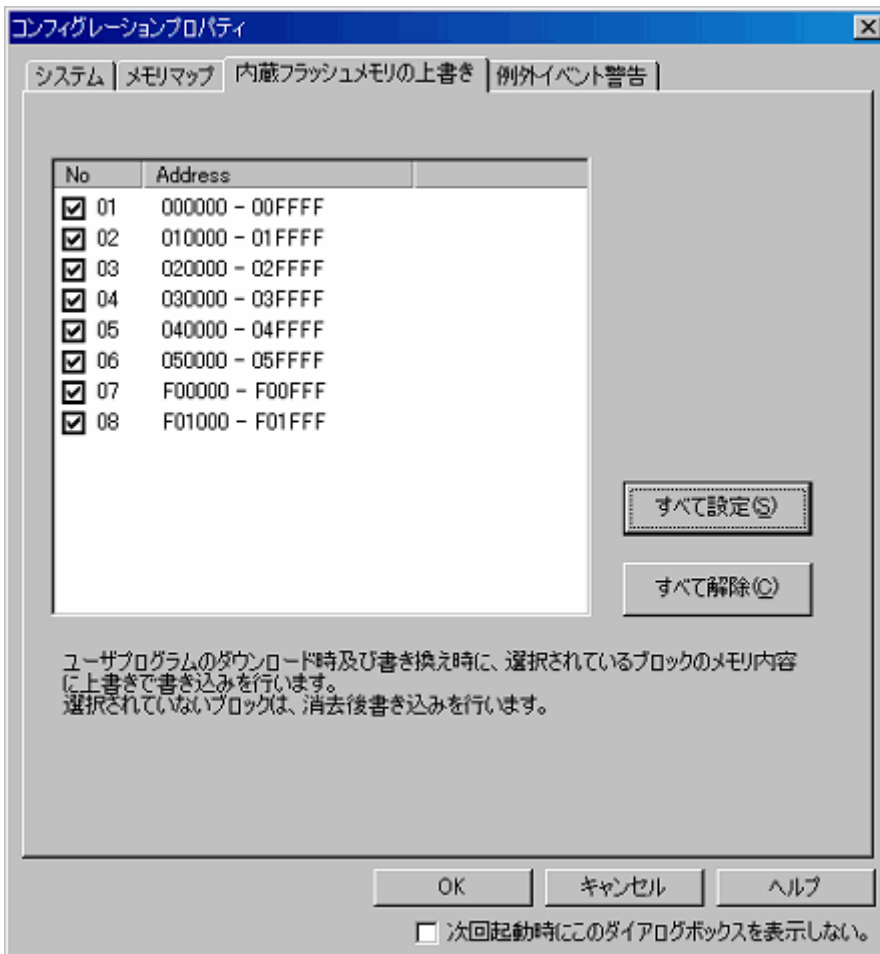 コンフィグレーションプロパティ
システム メモリマップ 内蔵フラッシュメモリの上書き 例外イベント警告
No Address
01 000000 - 00FFFF
02 010000 - 01FFFF
03 020000 - 02FFFF
04 030000 - 03FFFF
05 040000 - 04FFFF
06 050000 - 05FFFF
07 F00000 - F00FFF
08 F01000 - F01FFF
すべて設定(S)
すべて解除(C)
ユーザプログラムのダウンロード時及び書き換え時に、選択されているブロックのメモリ内容
に上書きで書き込みを行います。
選択されていないブロックは、消去後書き込みを行います。
OK キャンセル ヘルプ
次回起動時にこのダイアログボックスを表示しない。